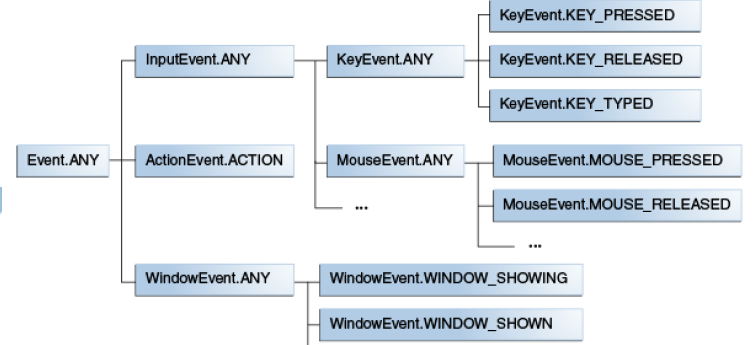 KeyEvent.KEY_PRESSED
InputEvent.ANY
KeyEvent.ANY
KeyEvent.KEY_RELEASED
KeyEvent.KEY_TYPED
Event.ANY
ActionEvent.ACTION
MouseEvent.ANY
MouseEvent.MOUSE_PRESSED
...
MouseEvent.MOUSE_RELEASED
...
WindowEvent.ANY
WindowEvent.WINDOW_SHOWING
WindowEvent.WINDOW_SHOWN